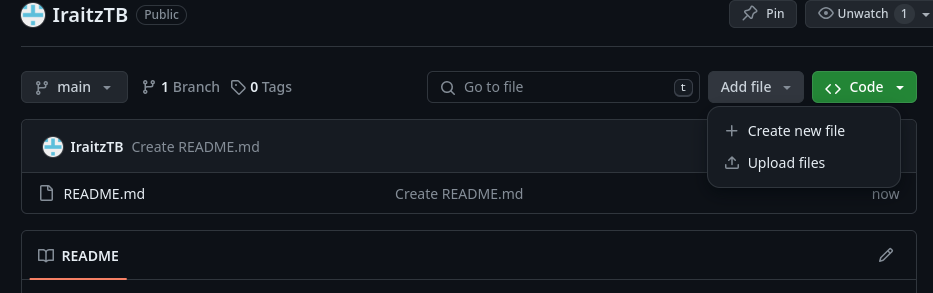 IraitzTB Public Pin Unwatch 1
main 1 Branch 0 Tags Go to file t Add file Code
Create new file
IraitzTB Create README.md
Upload files
README.md Create README.md now
README